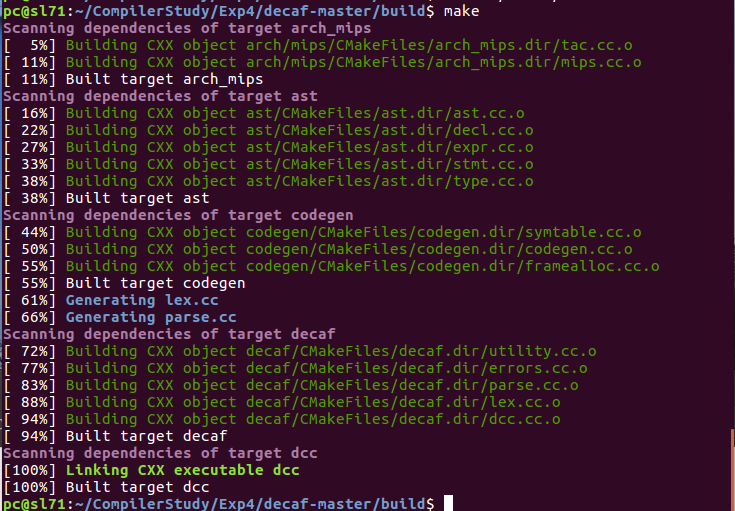 pc@sl71:~/CompilerStudy/Exp4/decaf-master/build$ make
Scanning dependencies of target arch_mips
[  5%] Building CXX object arch/mips/CMakeFiles/arch_mips.dir/tac.cc.o
[ 11%] Building CXX object arch/mips/CMakeFiles/arch_mips.dir/mips.cc.o
[ 11%] Built target arch_mips
Scanning dependencies of target ast
[ 16%] Building CXX object ast/CMakeFiles/ast.dir/ast.cc.o
[ 22%] Building CXX object ast/CMakeFiles/ast.dir/decl.cc.o
[ 27%] Building CXX object ast/CMakeFiles/ast.dir/expr.cc.o
[ 33%] Building CXX object ast/CMakeFiles/ast.dir/stmt.cc.o
[ 38%] Building CXX object ast/CMakeFiles/ast.dir/type.cc.o
[ 38%] Built target ast
Scanning dependencies of target codegen
[ 44%] Building CXX object codegen/CMakeFiles/codegen.dir/symtable.cc.o
[ 50%] Building CXX object codegen/CMakeFiles/codegen.dir/codegen.cc.o
[ 55%] Building CXX object codegen/CMakeFiles/codegen.dir/framealloc.cc.o
[ 55%] Built target codegen
[ 61%] Generating lex.cc
[ 66%] Generating parse.cc
Scanning dependencies of target decaf
[ 72%] Building CXX object decaf/CMakeFiles/decaf.dir/utility.cc.o
[ 77%] Building CXX object decaf/CMakeFiles/decaf.dir/errors.cc.o
[ 83%] Building CXX object decaf/CMakeFiles/decaf.dir/parse.cc.o
[ 88%] Building CXX object decaf/CMakeFiles/decaf.dir/lex.cc.o
[ 94%] Building CXX object decaf/CMakeFiles/decaf.dir/dcc.cc.o
[ 94%] Built target decaf
Scanning dependencies of target dcc
[100%] Linking CXX executable dcc
[100%] Built target dcc
pc@sl71:~/CompilerStudy/Exp4/decaf-master/build$